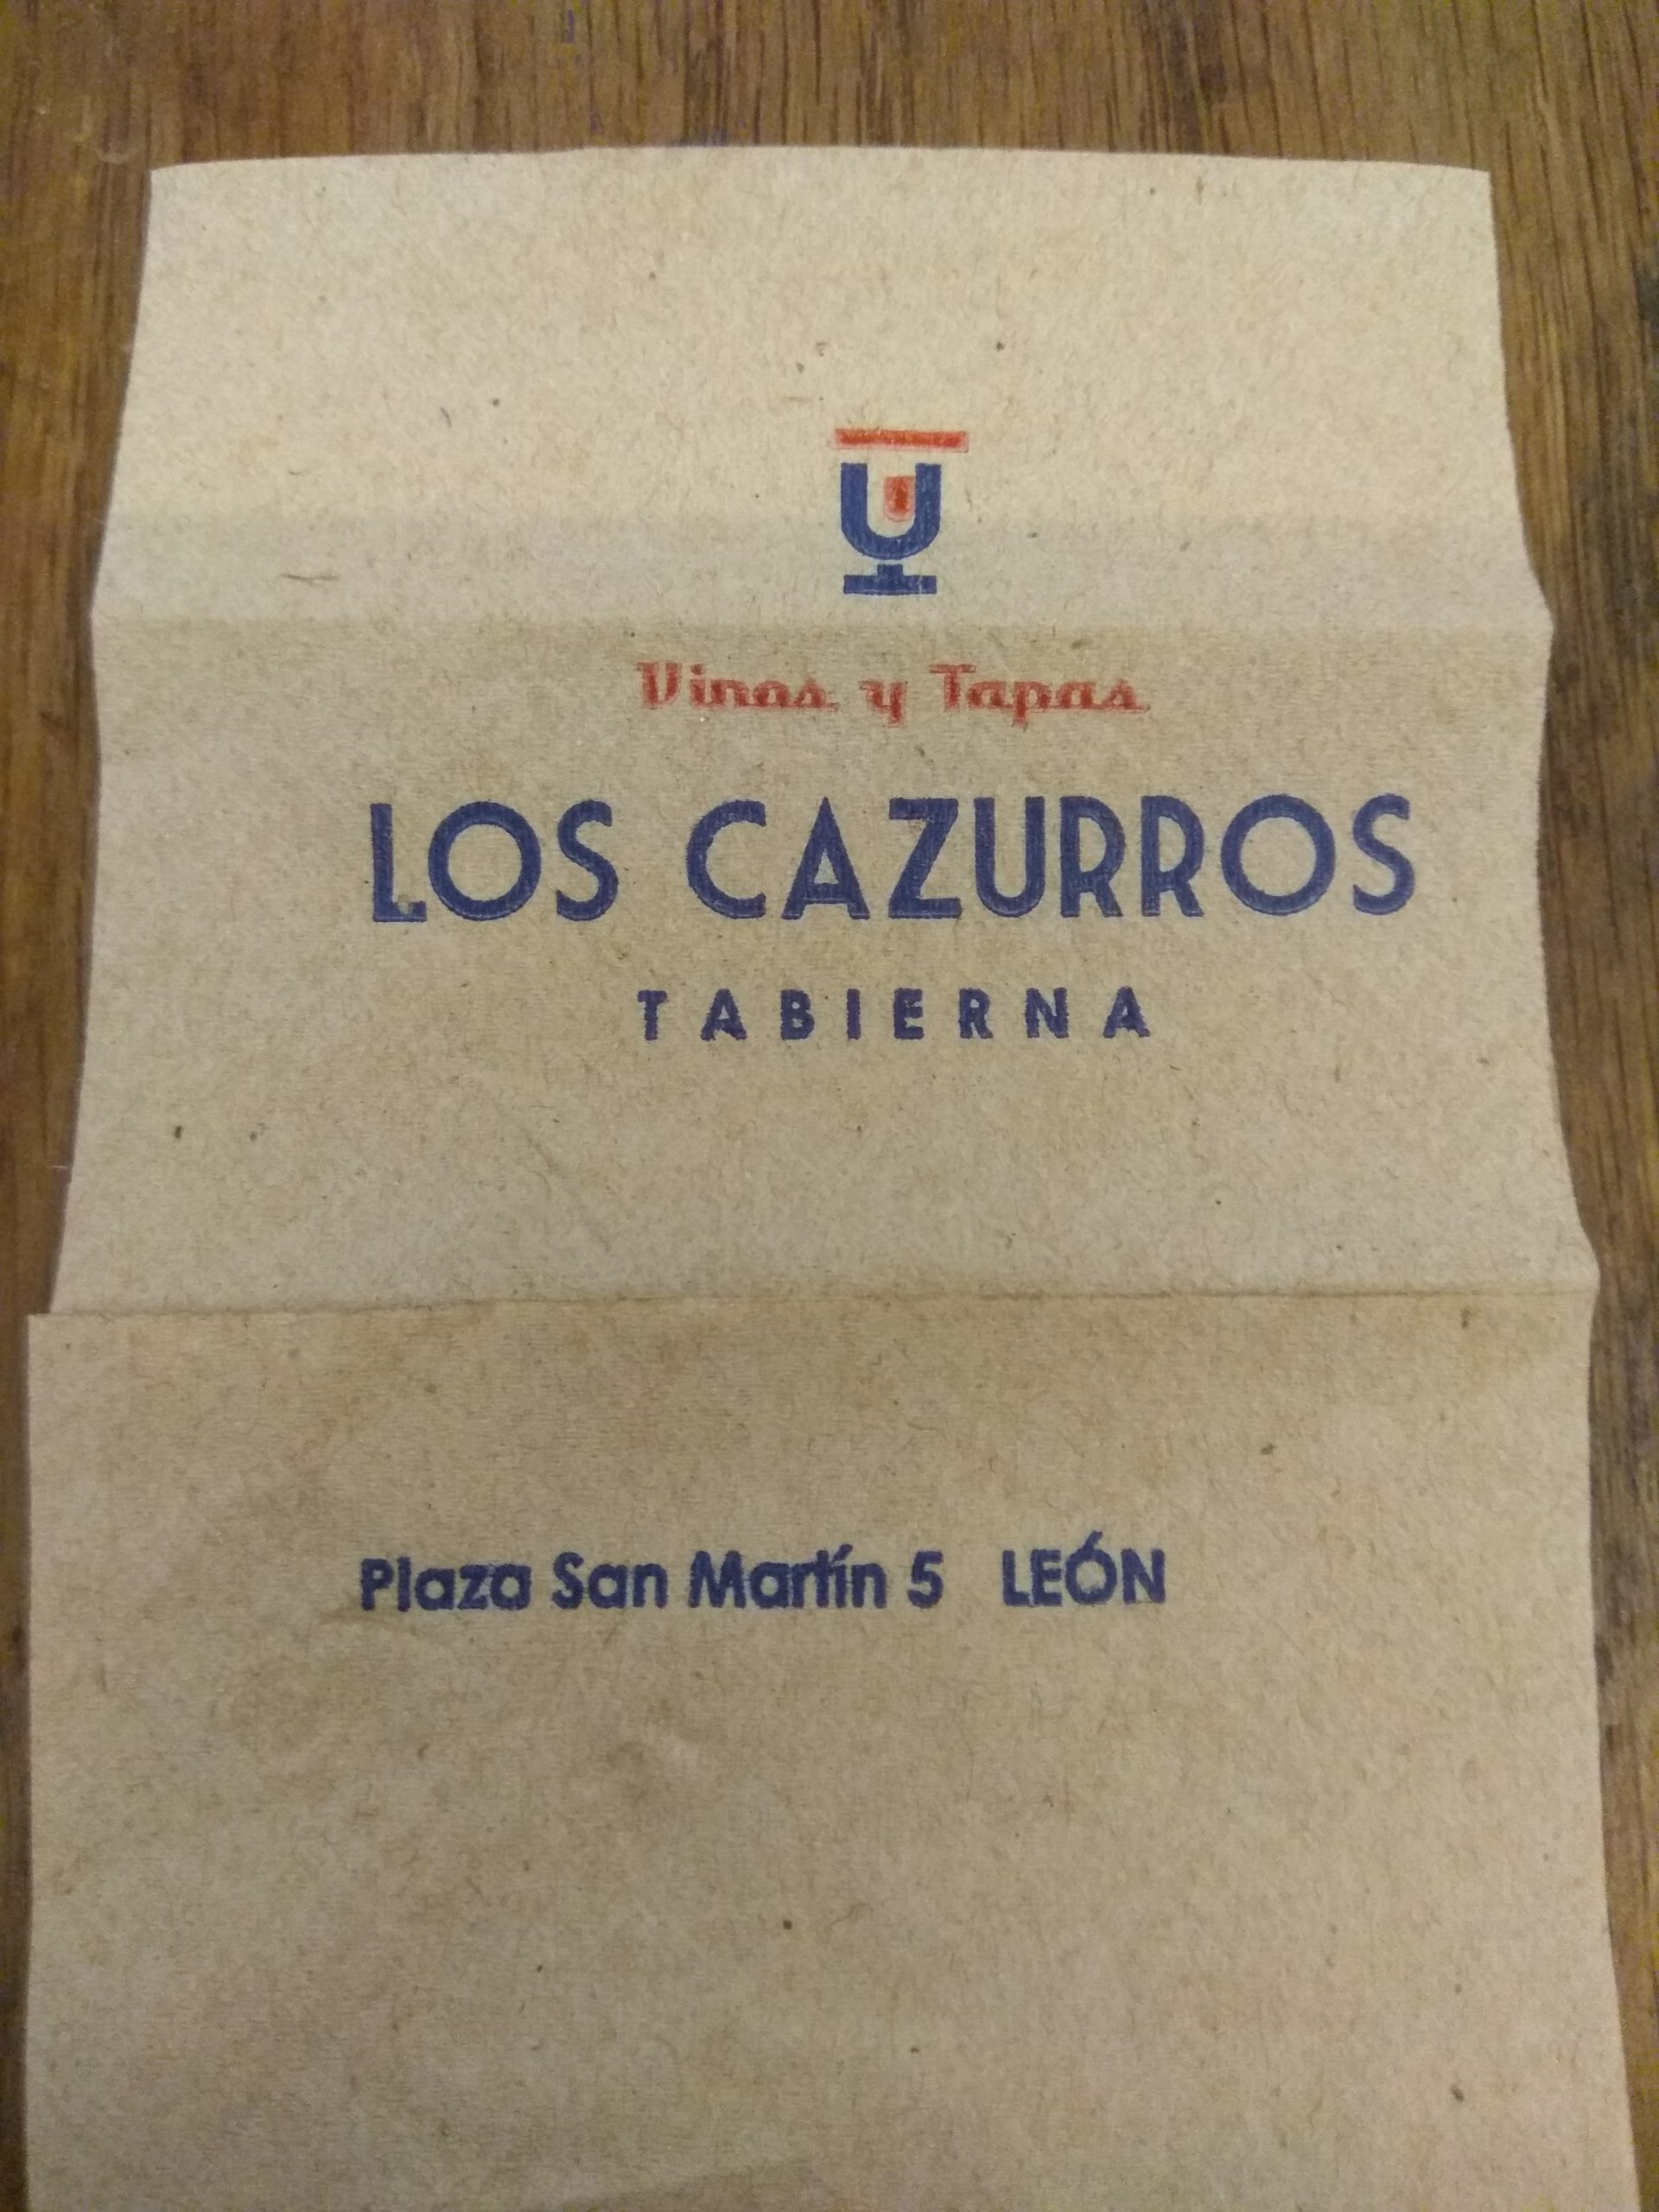 Vinos y Tapas
LOS CAZURROS
TABIERNA
Plaza San Martín 5 LEÓN